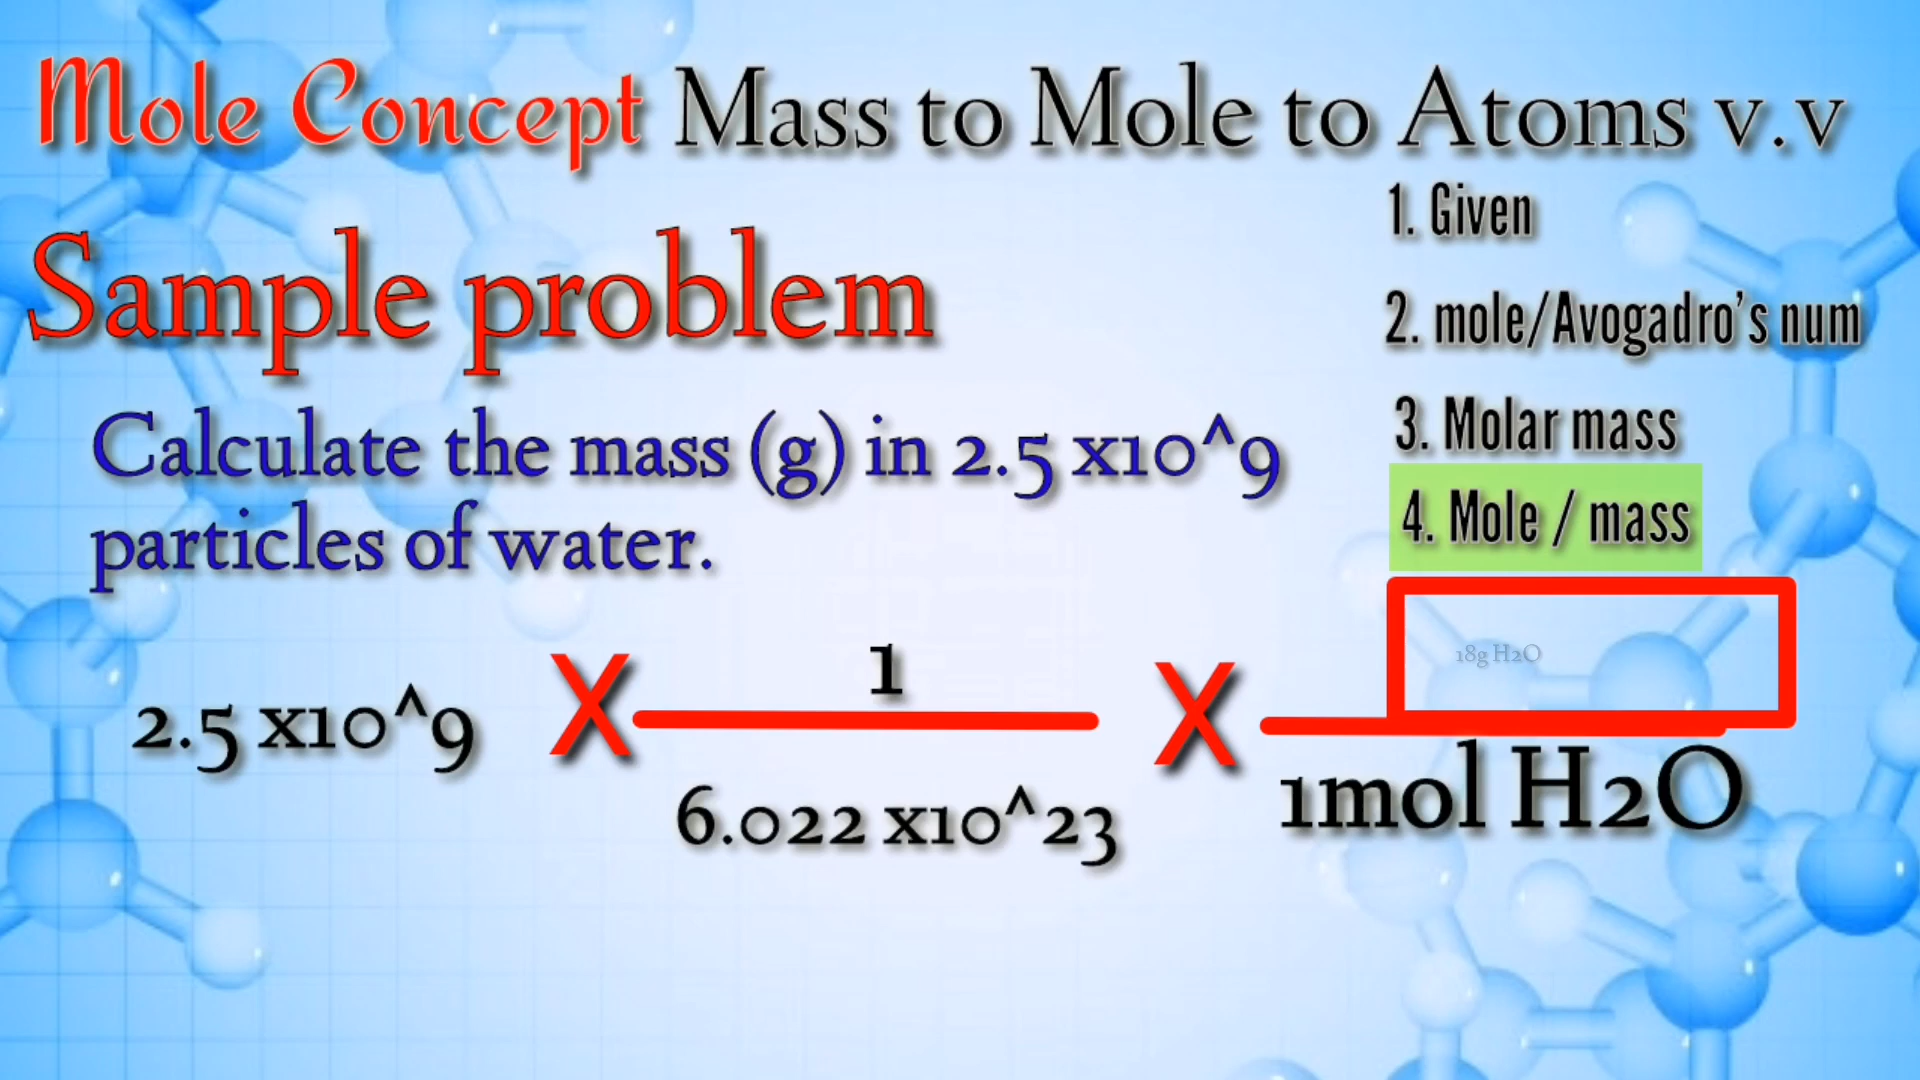 Mole Concept Mass to Mole to Atoms v.v
1. Given
Sample problem
2. mole/Avogadro's num
3. Molar mass
Calculate the mass (g) in 2.5 x10^9
particles of water.
4. Mole / mass
18g H2O
1
2.5 x10^9 X X
6.022 x10^23
1mol H2O